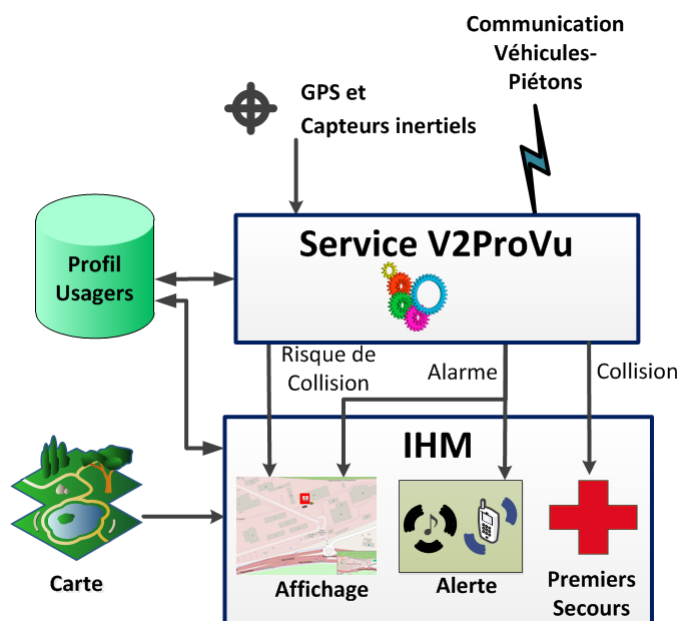 Communication
Véhicules-
Piétons
GPS et
Capteurs inertiels
Service V2ProVu
Profil
Usagers
Risque de
Collision
Alarme
Collision
IHM
Carte
Affichage
Alerte
Premiers
Secours